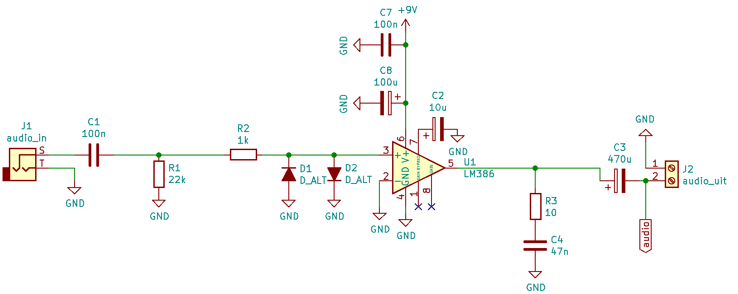 C7
100n
+9V
GND
C8
100u
GND
C2
10u
GND
J1
audio_in
S
T
GND
C1
100n
R1
22k
GND
R2
1k
D1
D_ALT
GND
D2
D_ALT
GND
3
2
6
7
+
-
V+
GND
4
1
8
5
U1
LM386
GND
GND
R3
10
C4
47n
GND
C3
470u
GND
1
2
J2
audio_uit
audio